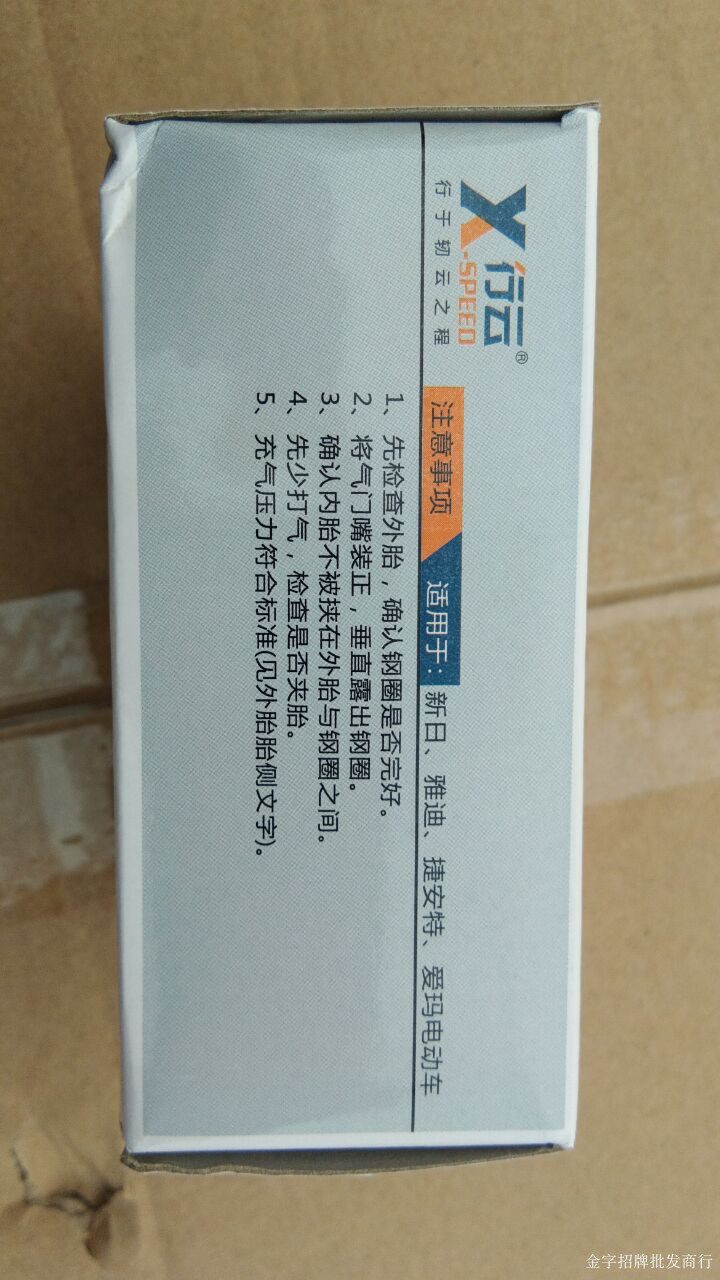 X-SPEED
行云®
行于轫云之程
注意事项
适用于：新日、雅迪、捷安特、爱玛电动车
1、先检查外胎，确认钢圈是否完好。
2、将气门嘴装正，垂直露出钢圈。
3、确认内胎不被挟在外胎与钢圈之间。
4、先少打气，检查是否夹胎。
5、充气压力符合标准(见外胎胎侧文字)。
金字招牌批发商行